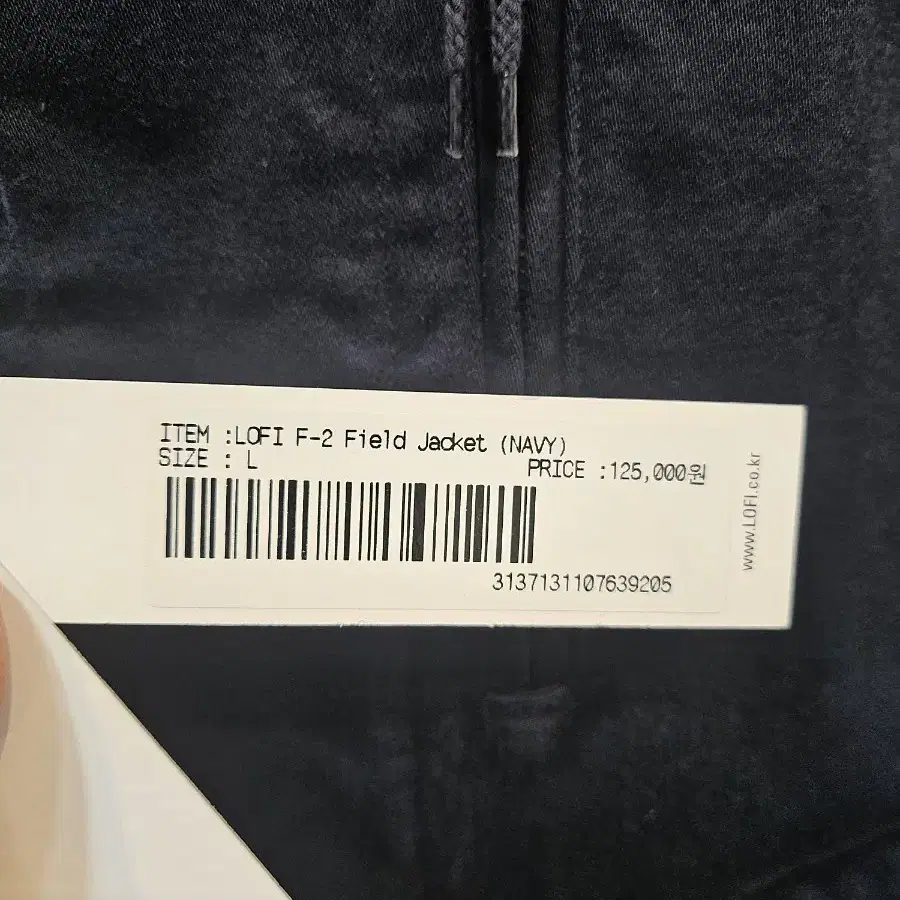 ITEM :LOFI F-2 Field Jacket (NAVY)
SIZE : L
PRICE :125,000원
3137131107639205
www.LOFI.co.kr